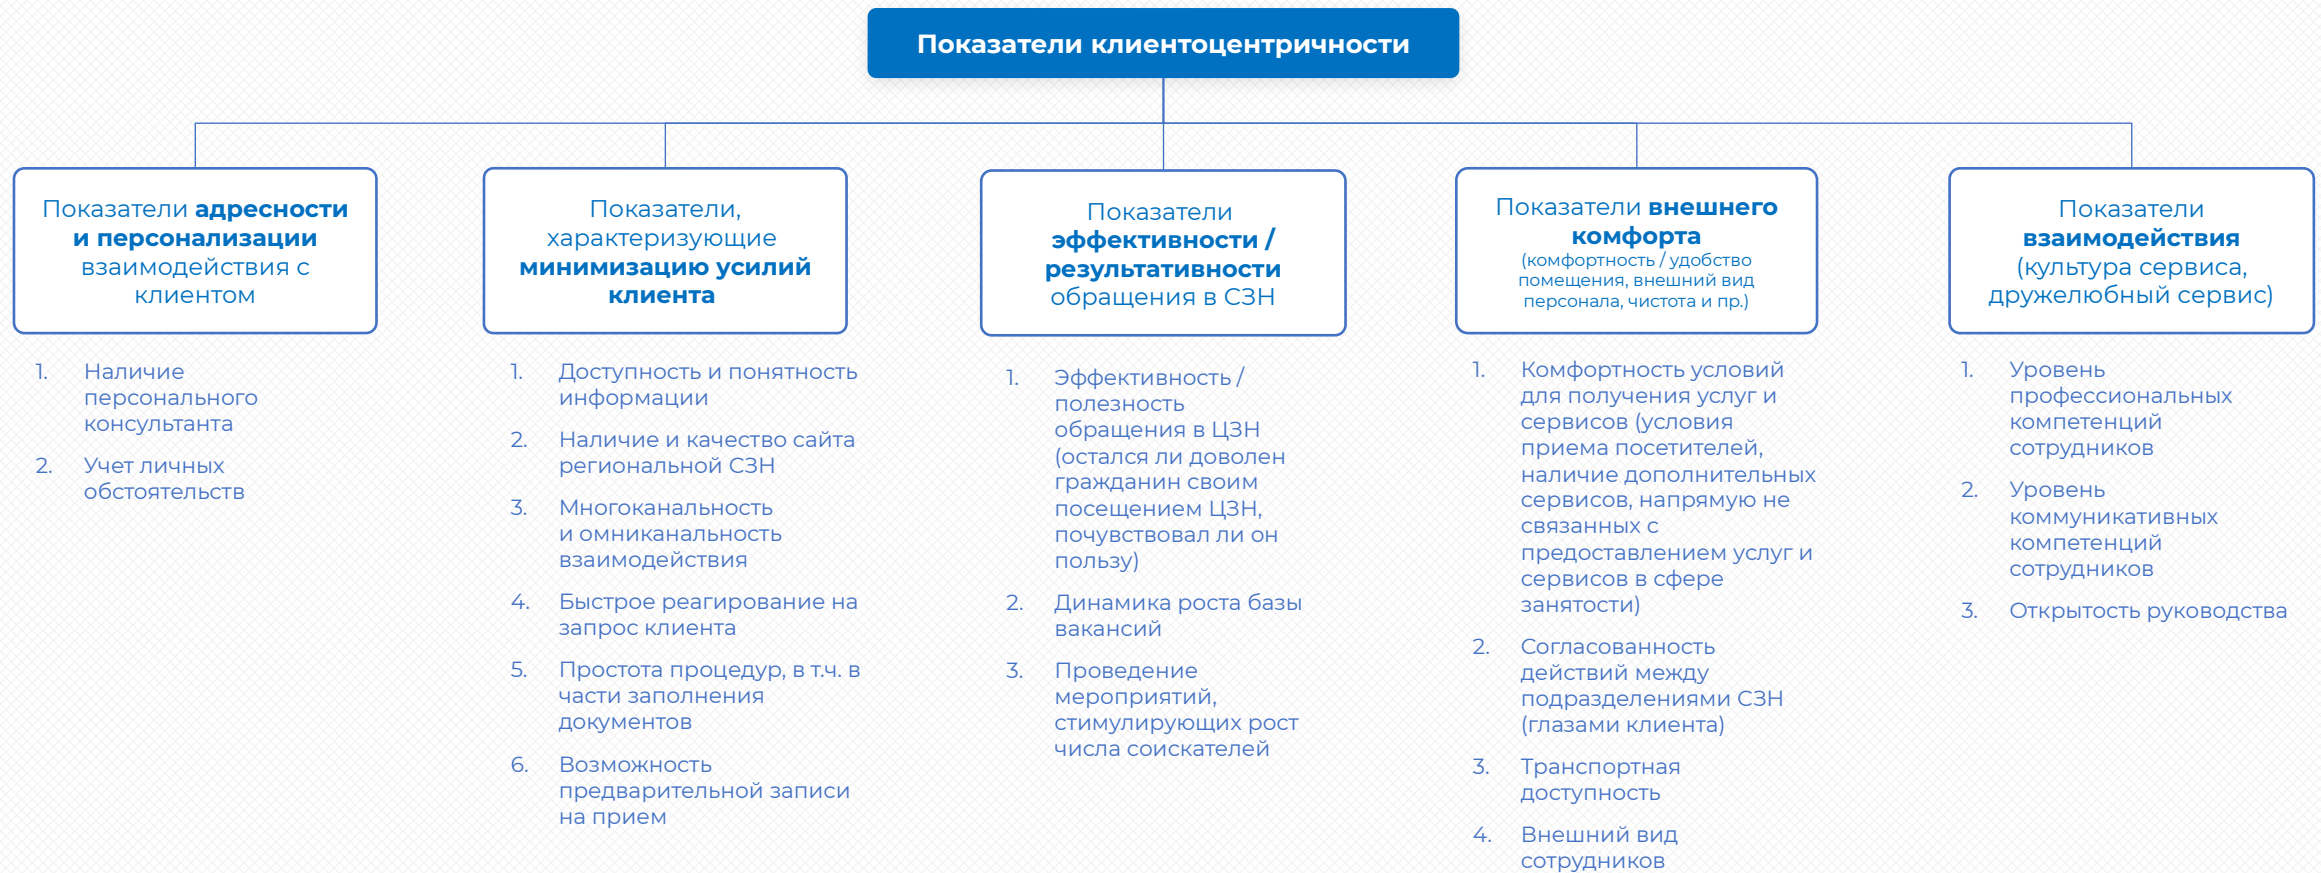 Показатели клиентоцентричности
Показатели адресности
и персонализации
взаимодействия с
клиентом
1. Наличие
персонального
консультанта
2. Учет личных
обстоятельств
Показатели,
характеризующие
минимизацию усилий
клиента
1. Доступность и понятность
информации
2. Наличие и качество сайта
региональной СЗН
3. Многоканальность
и омниканальность
взаимодействия
4. Быстрое реагирование на
запрос клиента
5. Простота процедур, в т.ч. в
части заполнения
документов
6. Возможность
предварительной записи
на прием
Показатели
эффективности /
результативности
обращения в СЗН
1. Эффективность /
полезность
обращения в ЦЗН
(остался ли доволен
гражданин своим
посещением ЦЗН,
почувствовал ли он
пользу)
2. Динамика роста базы
вакансий
3. Проведение
мероприятий,
стимулирующих рост
числа соискателей
Показатели внешнего
комфорта
(комфортность / удобство
помещения, внешний вид
персонала, чистота и пр.)
1. Комфортность условий
для получения услуг и
сервисов (условия
приема посетителей,
наличие дополнительных
сервисов, напрямую не
связанных с
предоставлением услуг и
сервисов в сфере
занятости)
2. Согласованность
действий между
подразделениями СЗН
(глазами клиента)
3. Транспортная
доступность
4. Внешний вид
сотрудников
Показатели
взаимодействия
(культура сервиса,
дружелюбный сервис)
1. Уровень
профессиональных
компетенций
сотрудников
2. Уровень
коммуникативных
компетенций
сотрудников
3. Открытость руководства